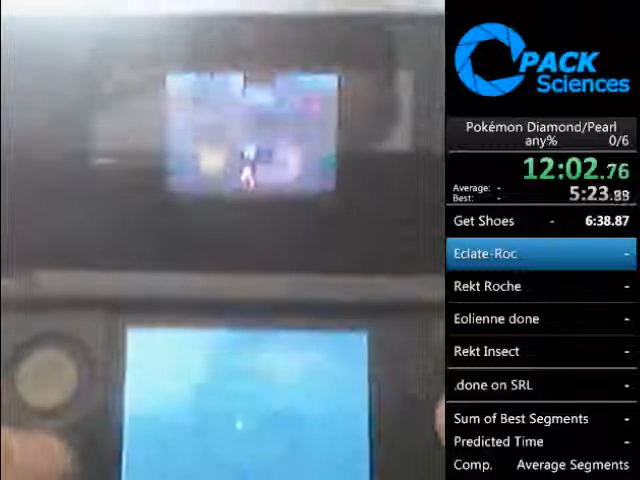 PACK
Sciences
Pokémon Diamond/Pearl
any% 0/6
12:02.76
Average: -
Best: -
5:23.88
Get Shoes - 6:38.87
Eclate-Roc -
Rekt Roche -
Eolienne done -
Rekt Insect -
.done on SRL -
Sum of Best Segments -
Predicted Time -
Comp. Average Segments